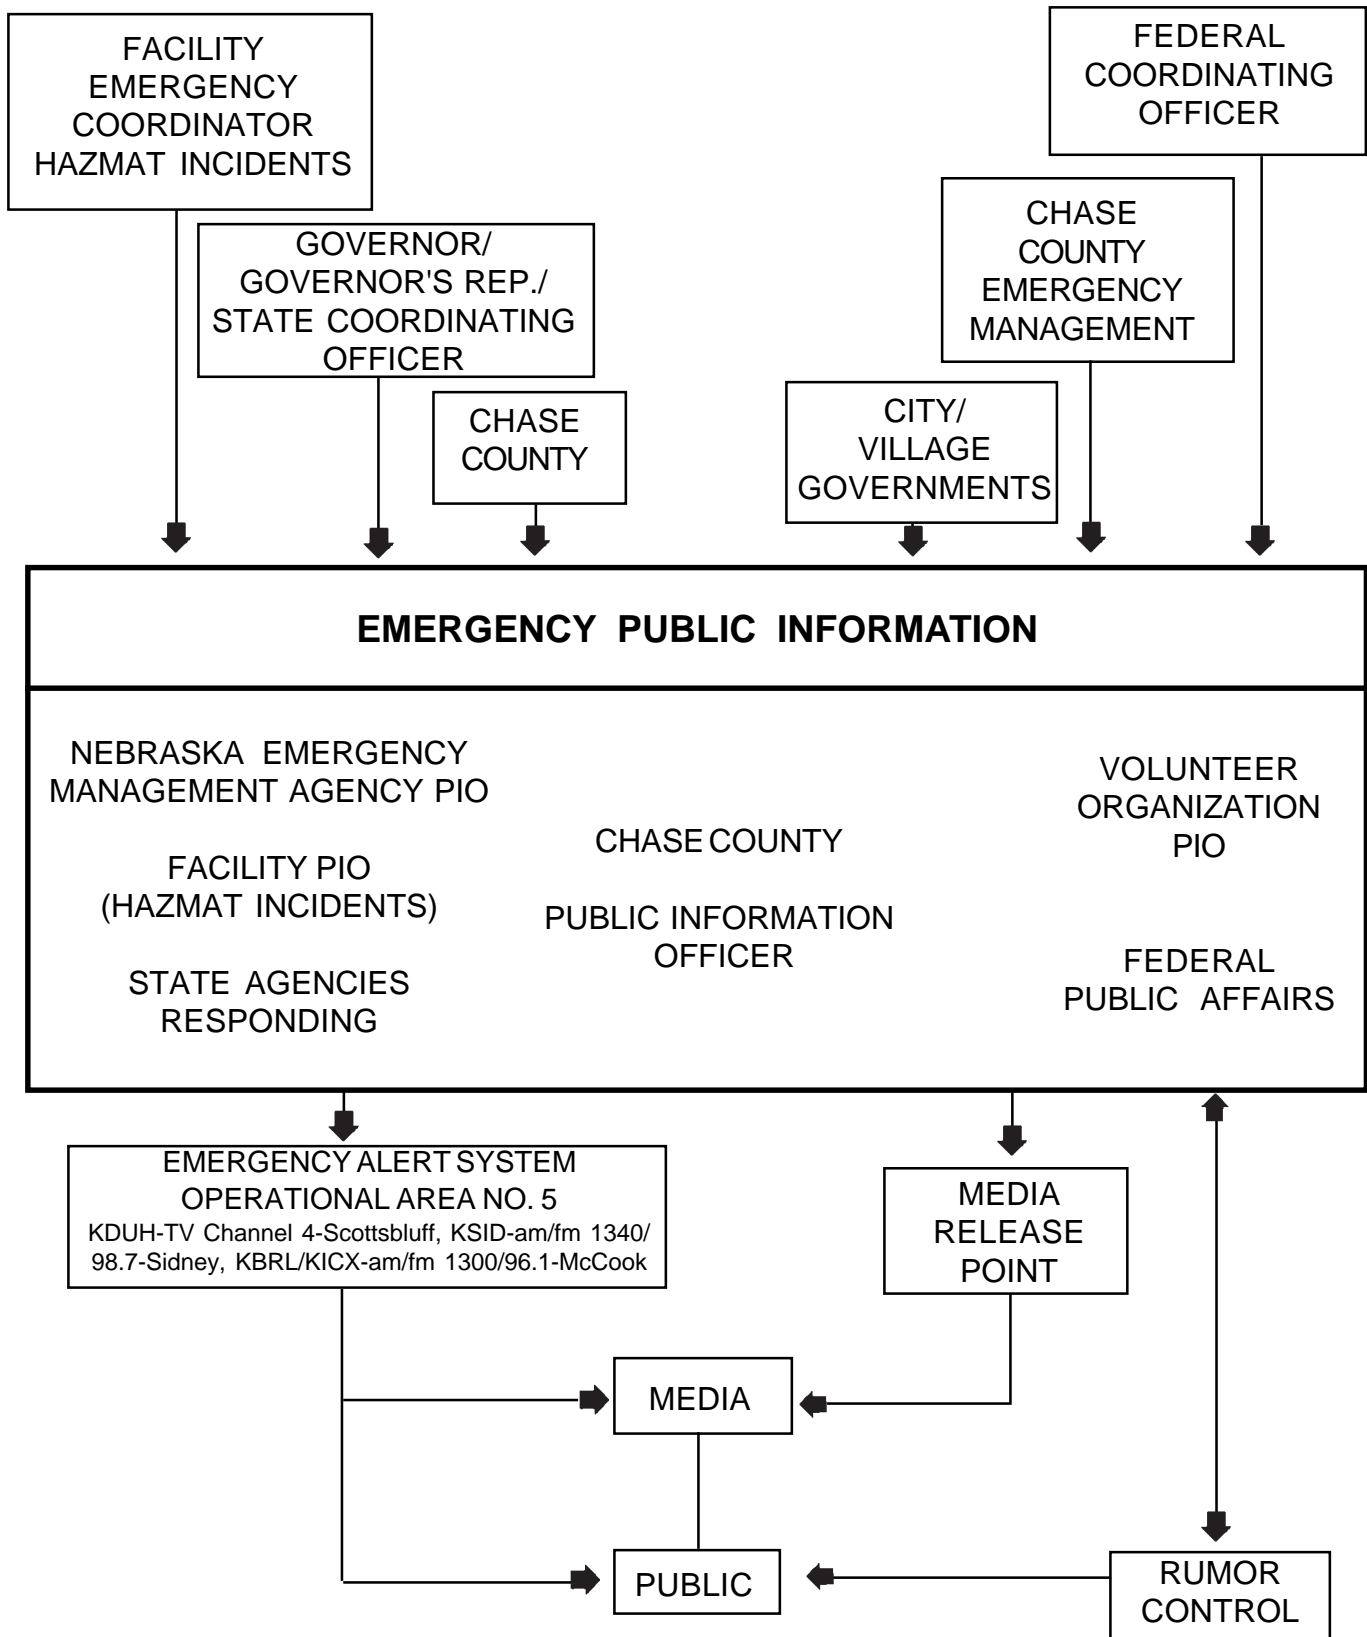 FACILITY
EMERGENCY
COORDINATOR
HAZMAT INCIDENTS
FEDERAL
COORDINATING
OFFICER
GOVERNOR/
GOVERNOR'S REP./
STATE COORDINATING
OFFICER
CHASE
COUNTY
EMERGENCY
MANAGEMENT
CHASE
COUNTY
CITY/
VILLAGE
GOVERNMENTS
EMERGENCY PUBLIC INFORMATION
NEBRASKA EMERGENCY
MANAGEMENT AGENCY PIO
FACILITY PIO
(HAZMAT INCIDENTS)
STATE AGENCIES
RESPONDING
CHASE COUNTY
PUBLIC INFORMATION
OFFICER
VOLUNTEER
ORGANIZATION
PIO
FEDERAL
PUBLIC AFFAIRS
EMERGENCY ALERT SYSTEM
OPERATIONAL AREA NO. 5
KDUH-TV Channel 4-Scottsbluff, KSID-am/fm 1340/
98.7-Sidney, KBRL/KICX-am/fm 1300/96.1-McCook
MEDIA
RELEASE
POINT
MEDIA
PUBLIC
RUMOR
CONTROL